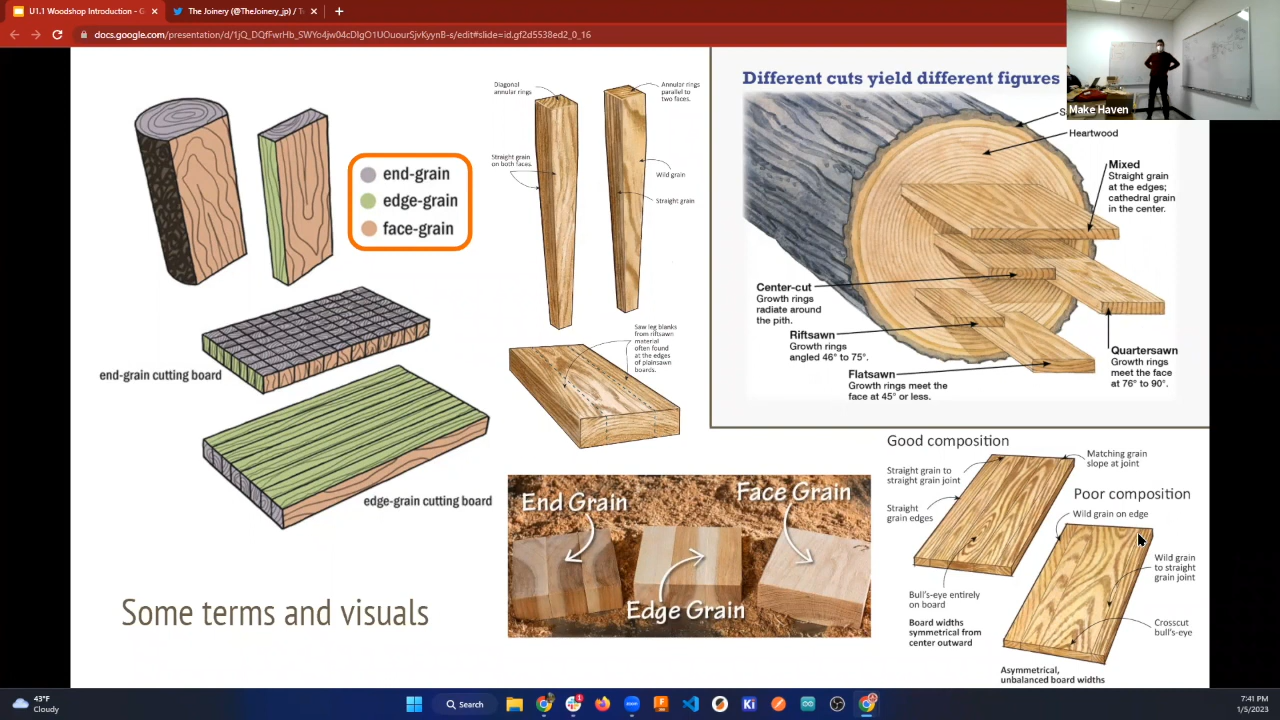 U1.1 Woodshop Introduction - G
The Joinery (@TheJoinery_jp) / T
docs.google.com/presentation/d/1jQ_DQfFwrHb_SWYo4jw04cDIgO1UOuourSjvKyynB-s/edit#slide=id.gf2d5538ed2_0_16
Make Haven
end-grain
edge-grain
face-grain
end-grain cutting board
edge-grain cutting board
Some terms and visuals
Diagonal
annular rings
Annular rings
parallel to
two faces.
Straight grain
on both faces.
Wild grain
Straight grain
Saw leg blanks
from riftsawn
material
often found
at the edges
of plainsawn
boards.
End Grain
Face Grain
Edge Grain
Different cuts yield different figures
Heartwood
Mixed
Straight grain
at the edges;
cathedral grain
in the center.
Center-cut
Growth rings
radiate around
the pith.
Riftsawn
Growth rings
angled 46° to 75°.
Flatsawn
Growth rings meet the
face at 45° or less.
Quartersawn
Growth rings
meet the face
at 76° to 90°.
Good composition
Straight grain to
straight grain joint
Matching grain
slope at joint
Straight
grain edges
Bull's-eye entirely
on board
Board widths
symmetrical from
center outward
Poor composition
Wild grain on edge
Wild grain
to straight
grain joint
Crosscut
bull's-eye
Asymmetrical,
unbalanced board widths
43°F
Cloudy
Search
7:41 PM
1/5/2023